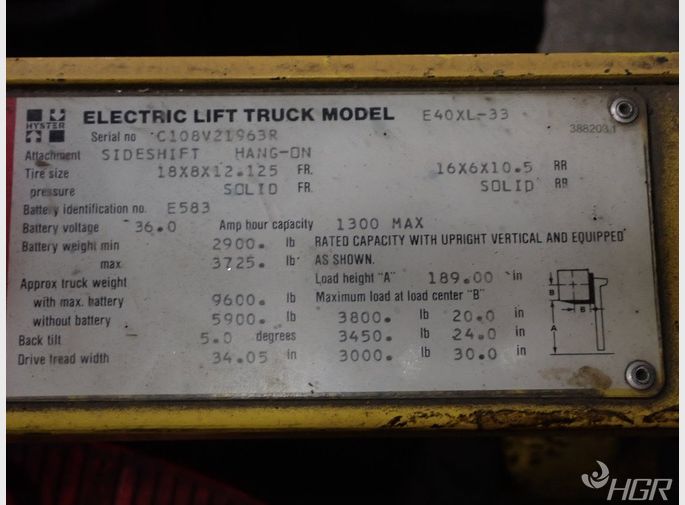 HYSTER
ELECTRIC LIFT TRUCK MODEL E40XL-33
388203.1
Serial no C108V21963R
Attachment SIDESHIFT HANG-ON
Tire size 18X8X12.125 FR. 16X6X10.5 RR
pressure SOLID FR. SOLID RR
Battery identification no. E583
Battery voltage 36.0 Amp hour capacity 1300 MAX
Battery weight min 2900. lb RATED CAPACITY WITH UPRIGHT VERTICAL AND EQUIPPED
max. 3725. lb AS SHOWN.
Approx truck weight Load height "A" 189.00 in
with max. battery 9600. lb Maximum load at load center "B"
without battery 5900. lb 3800. lb 20.0 in
Back tilt 5.0 degrees 3450. lb 24.0 in
Drive tread width 34.05 in 3000. lb 30.0 in
B
B
A
HGR